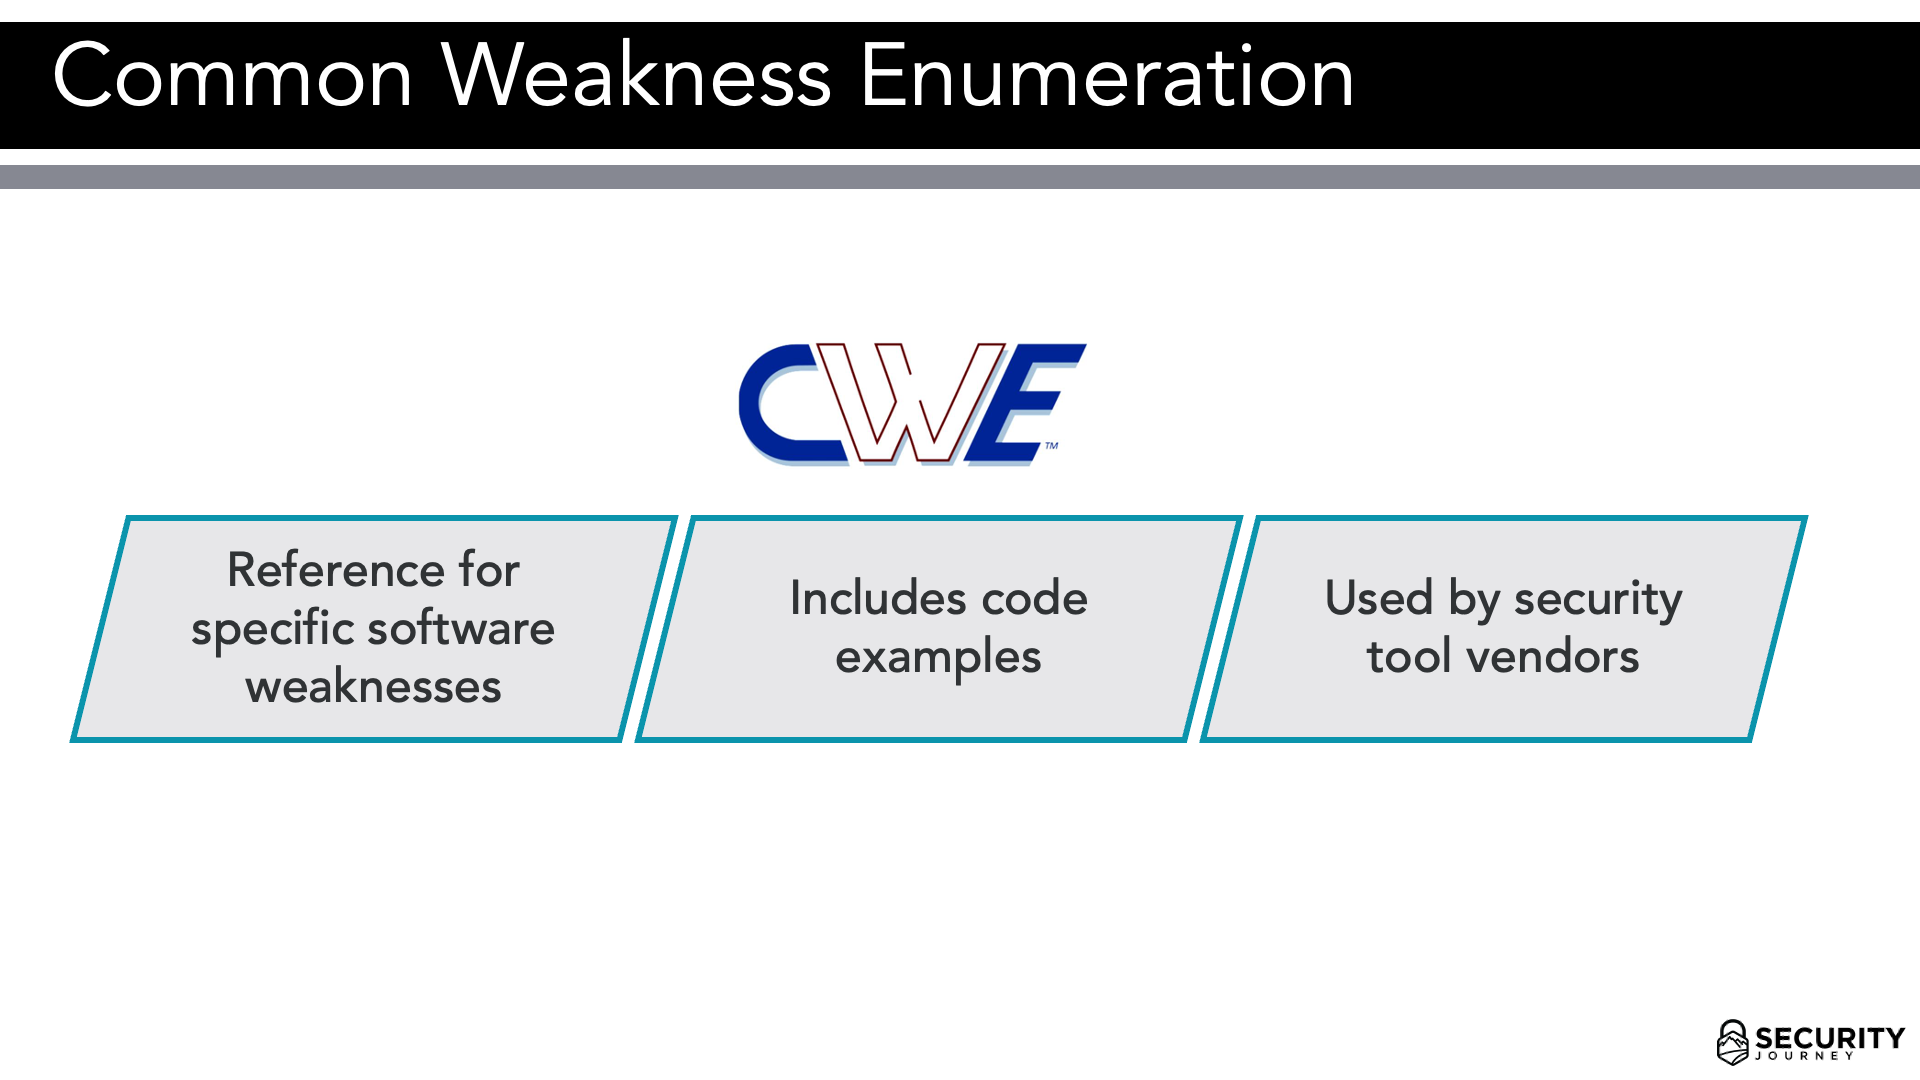 Common Weakness Enumeration
CWE™
Reference for
specific software
weaknesses
Includes code
examples
Used by security
tool vendors
SECURITY
JOURNEY